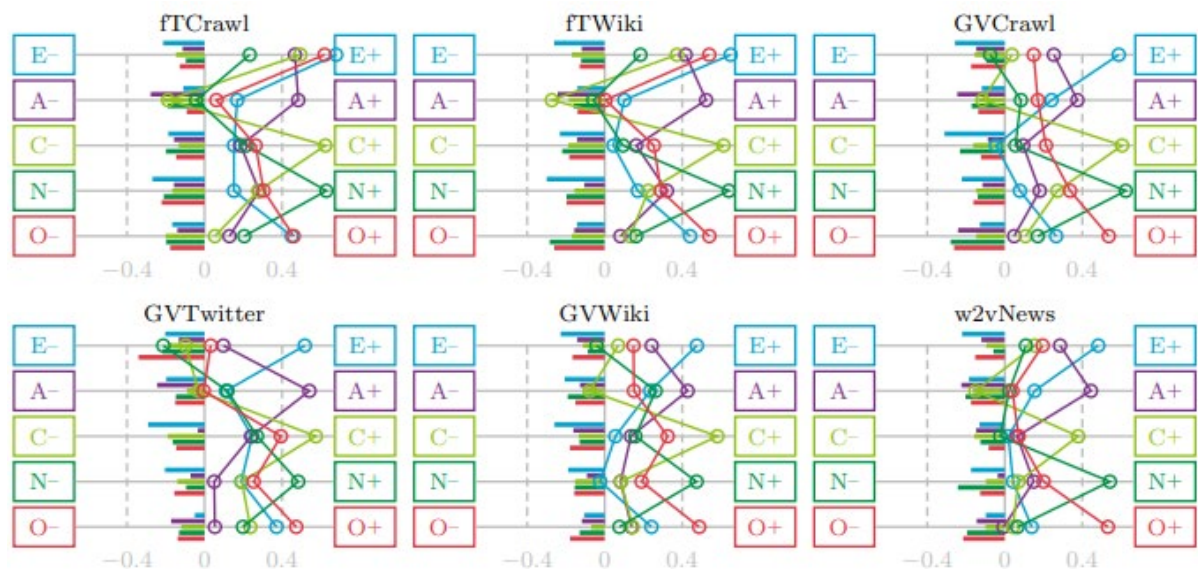 fTCrawl fTWiki GVCrawl
E− E+ E− E+ E− E+
A− A+ A− A+ A− A+
C− C+ C− C+ C− C+
N− N+ N− N+ N− N+
O− O+ O− O+ O− O+
−0.4 0 0.4 −0.4 0 0.4 −0.4 0 0.4
GVTwitter GVWiki w2vNews
E− E+ E− E+ E− E+
A− A+ A− A+ A− A+
C− C+ C− C+ C− C+
N− N+ N− N+ N− N+
O− O+ O− O+ O− O+
−0.4 0 0.4 −0.4 0 0.4 −0.4 0 0.4